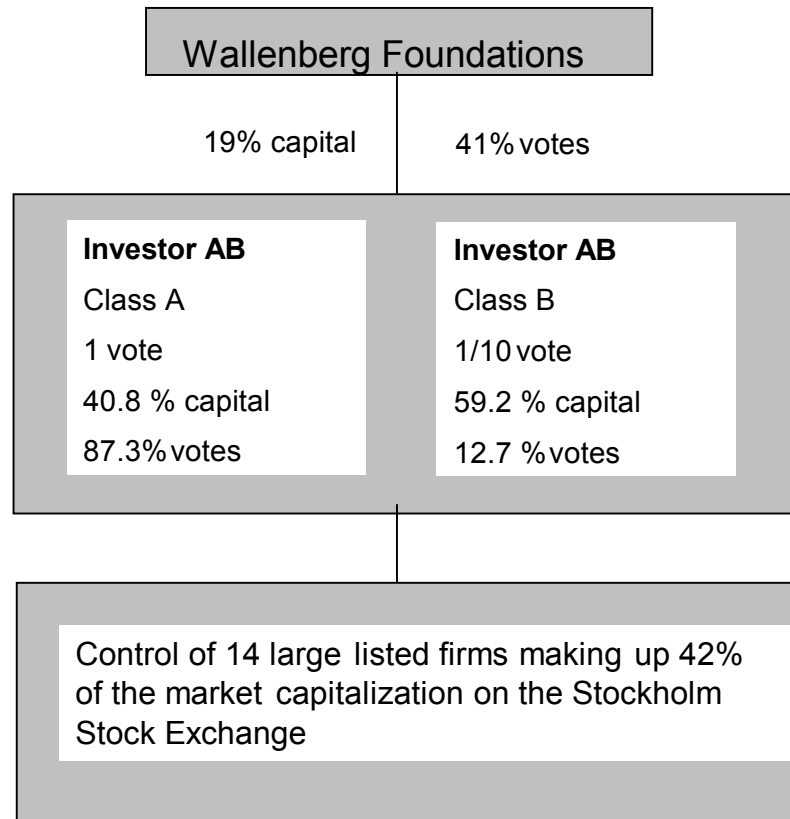 Wallenberg Foundations
19% capital
41% votes
Investor AB
Class A
1 vote
40.8 % capital
87.3% votes
Investor AB
Class B
1/10 vote
59.2 % capital
12.7 % votes
Control of 14 large listed firms making up 42%
of the market capitalization on the Stockholm
Stock Exchange